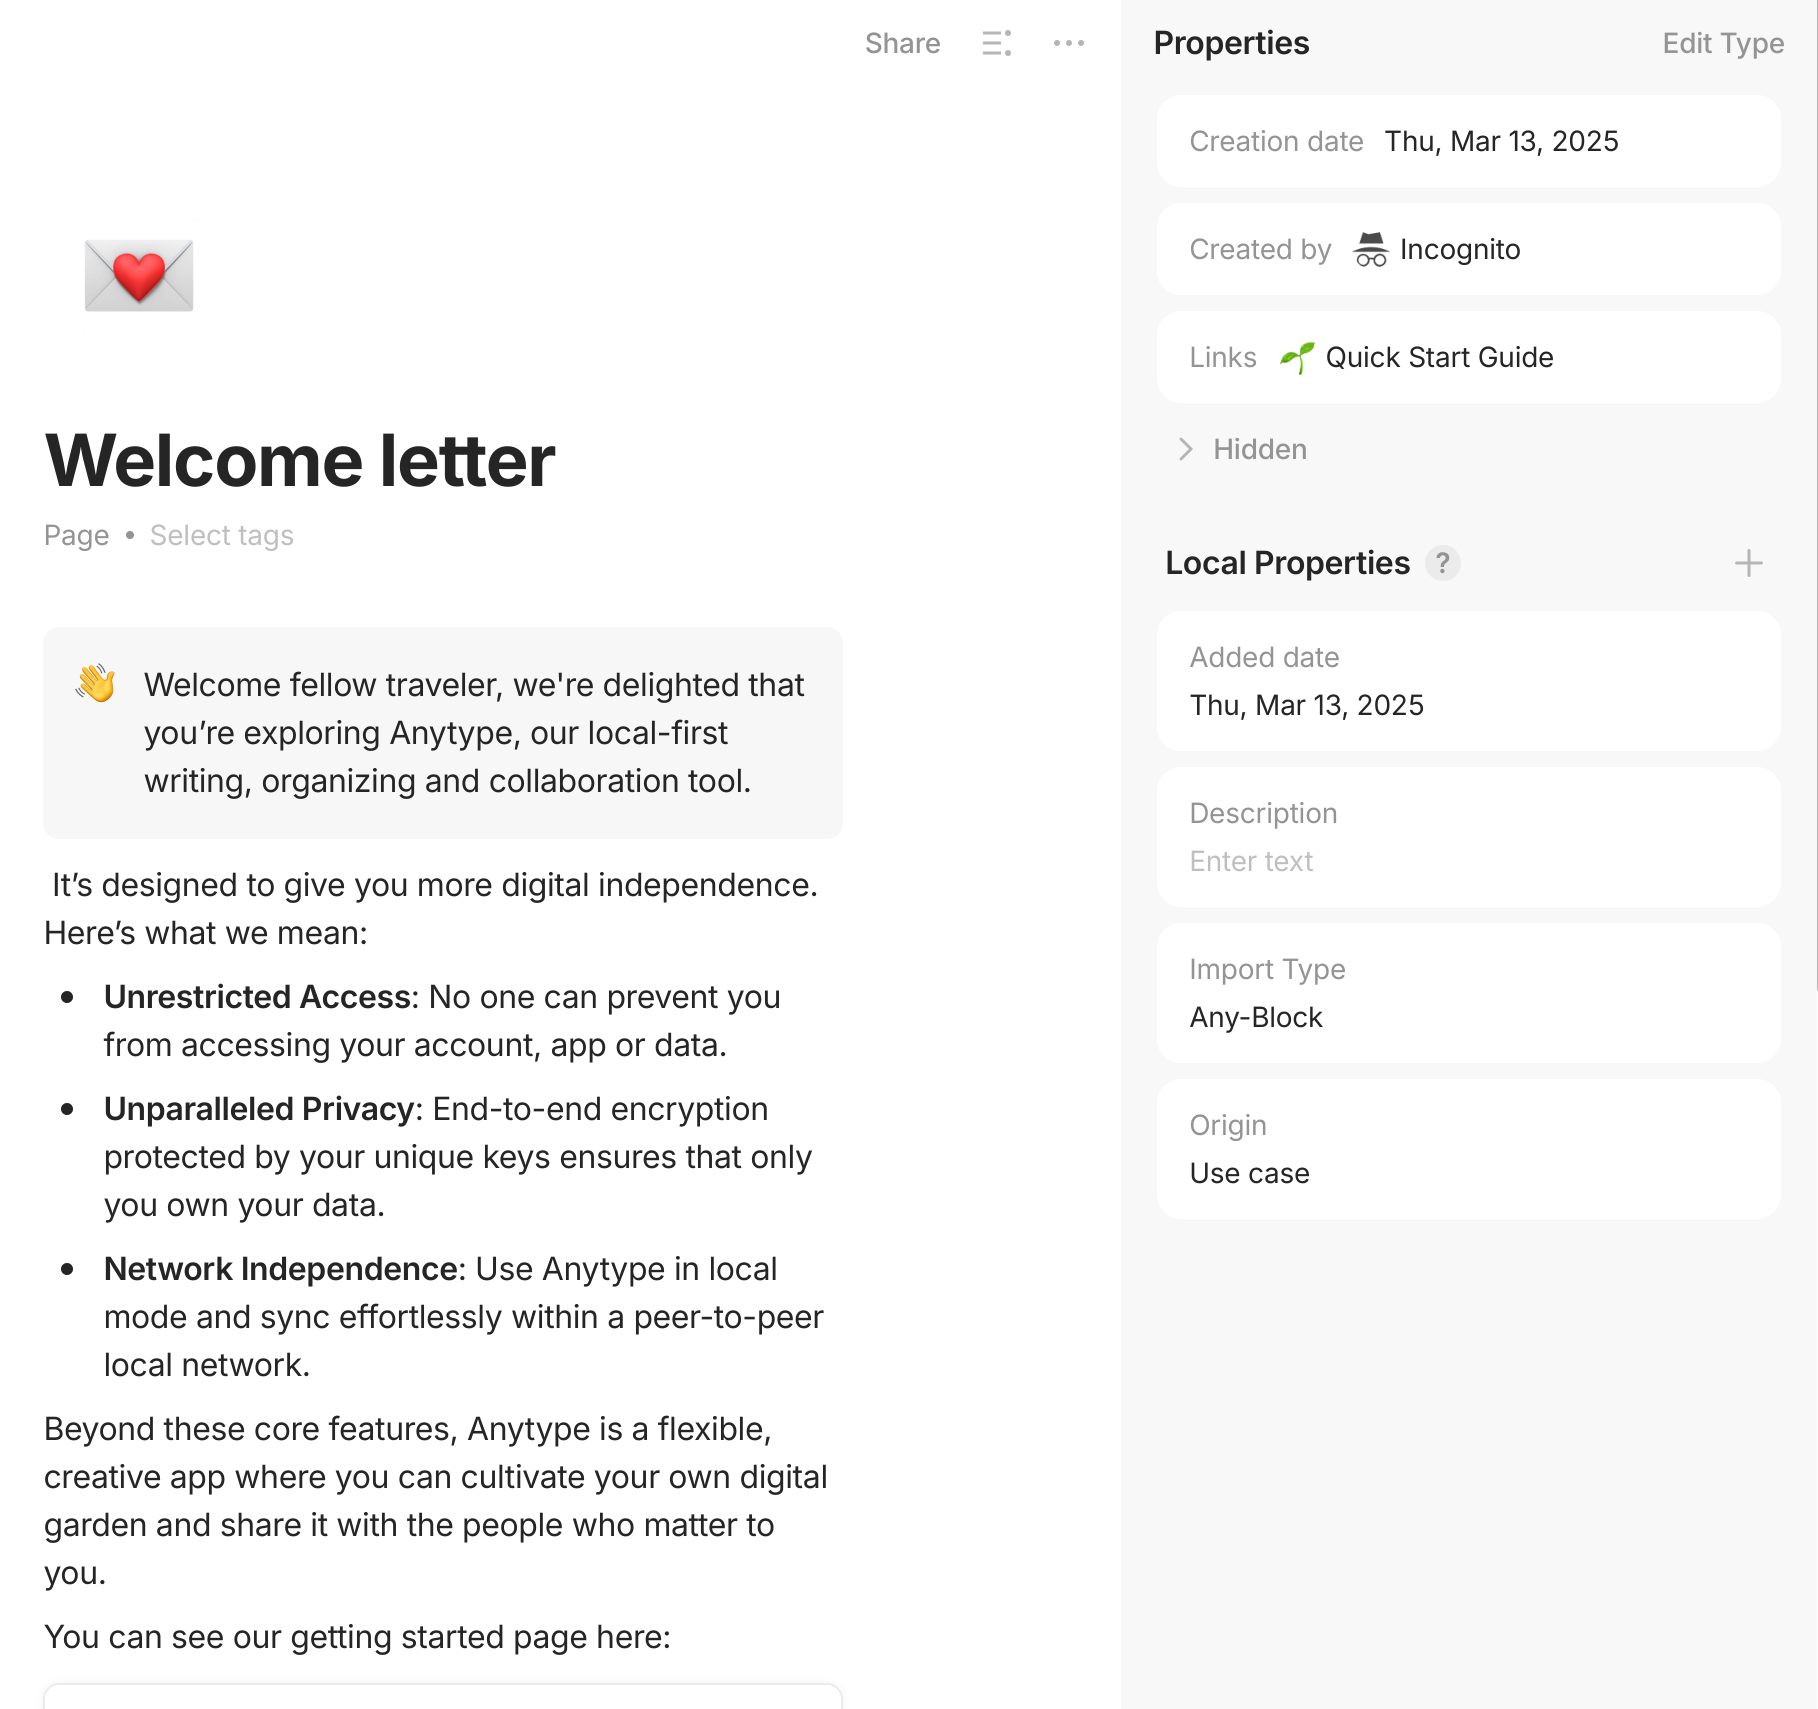 Share
Welcome letter
Page • Select tags
Welcome fellow traveler, we're delighted that
you’re exploring Anytype, our local-first
writing, organizing and collaboration tool.
It’s designed to give you more digital independence.
Here’s what we mean:
• Unrestricted Access: No one can prevent you
from accessing your account, app or data.
• Unparalleled Privacy: End-to-end encryption
protected by your unique keys ensures that only
you own your data.
• Network Independence: Use Anytype in local
mode and sync effortlessly within a peer-to-peer
local network.
Beyond these core features, Anytype is a flexible,
creative app where you can cultivate your own digital
garden and share it with the people who matter to
you.
You can see our getting started page here:
Properties
Edit Type
Creation date Thu, Mar 13, 2025
Created by Incognito
Links Quick Start Guide
Hidden
Local Properties ?
Added date
Thu, Mar 13, 2025
Description
Enter text
Import Type
Any-Block
Origin
Use case